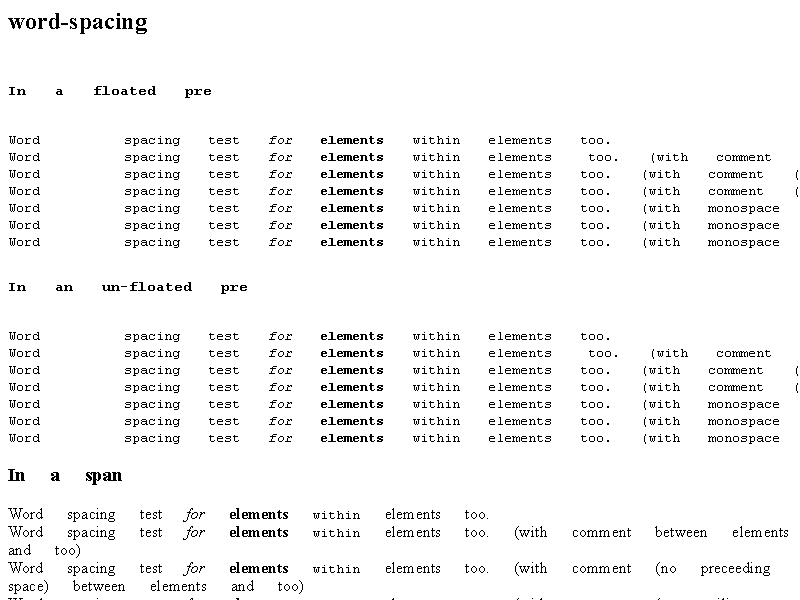 word-spacing
In a floated pre
Word spacing test for elements within elements too.
Word spacing test for elements within elements too. (with comment
Word spacing test for elements within elements too. (with comment (
Word spacing test for elements within elements too. (with comment (
Word spacing test for elements within elements too. (with monospace
Word spacing test for elements within elements too. (with monospace
Word spacing test for elements within elements too. (with monospace
In an un-floated pre
Word spacing test for elements within elements too.
Word spacing test for elements within elements too. (with comment
Word spacing test for elements within elements too. (with comment (
Word spacing test for elements within elements too. (with comment (
Word spacing test for elements within elements too. (with monospace
Word spacing test for elements within elements too. (with monospace
Word spacing test for elements within elements too. (with monospace
In a span
Word spacing test for elements within elements too.
Word spacing test for elements within elements too. (with comment between elements
and too)
Word spacing test for elements within elements too. (with comment (no preceeding
space) between elements and too)